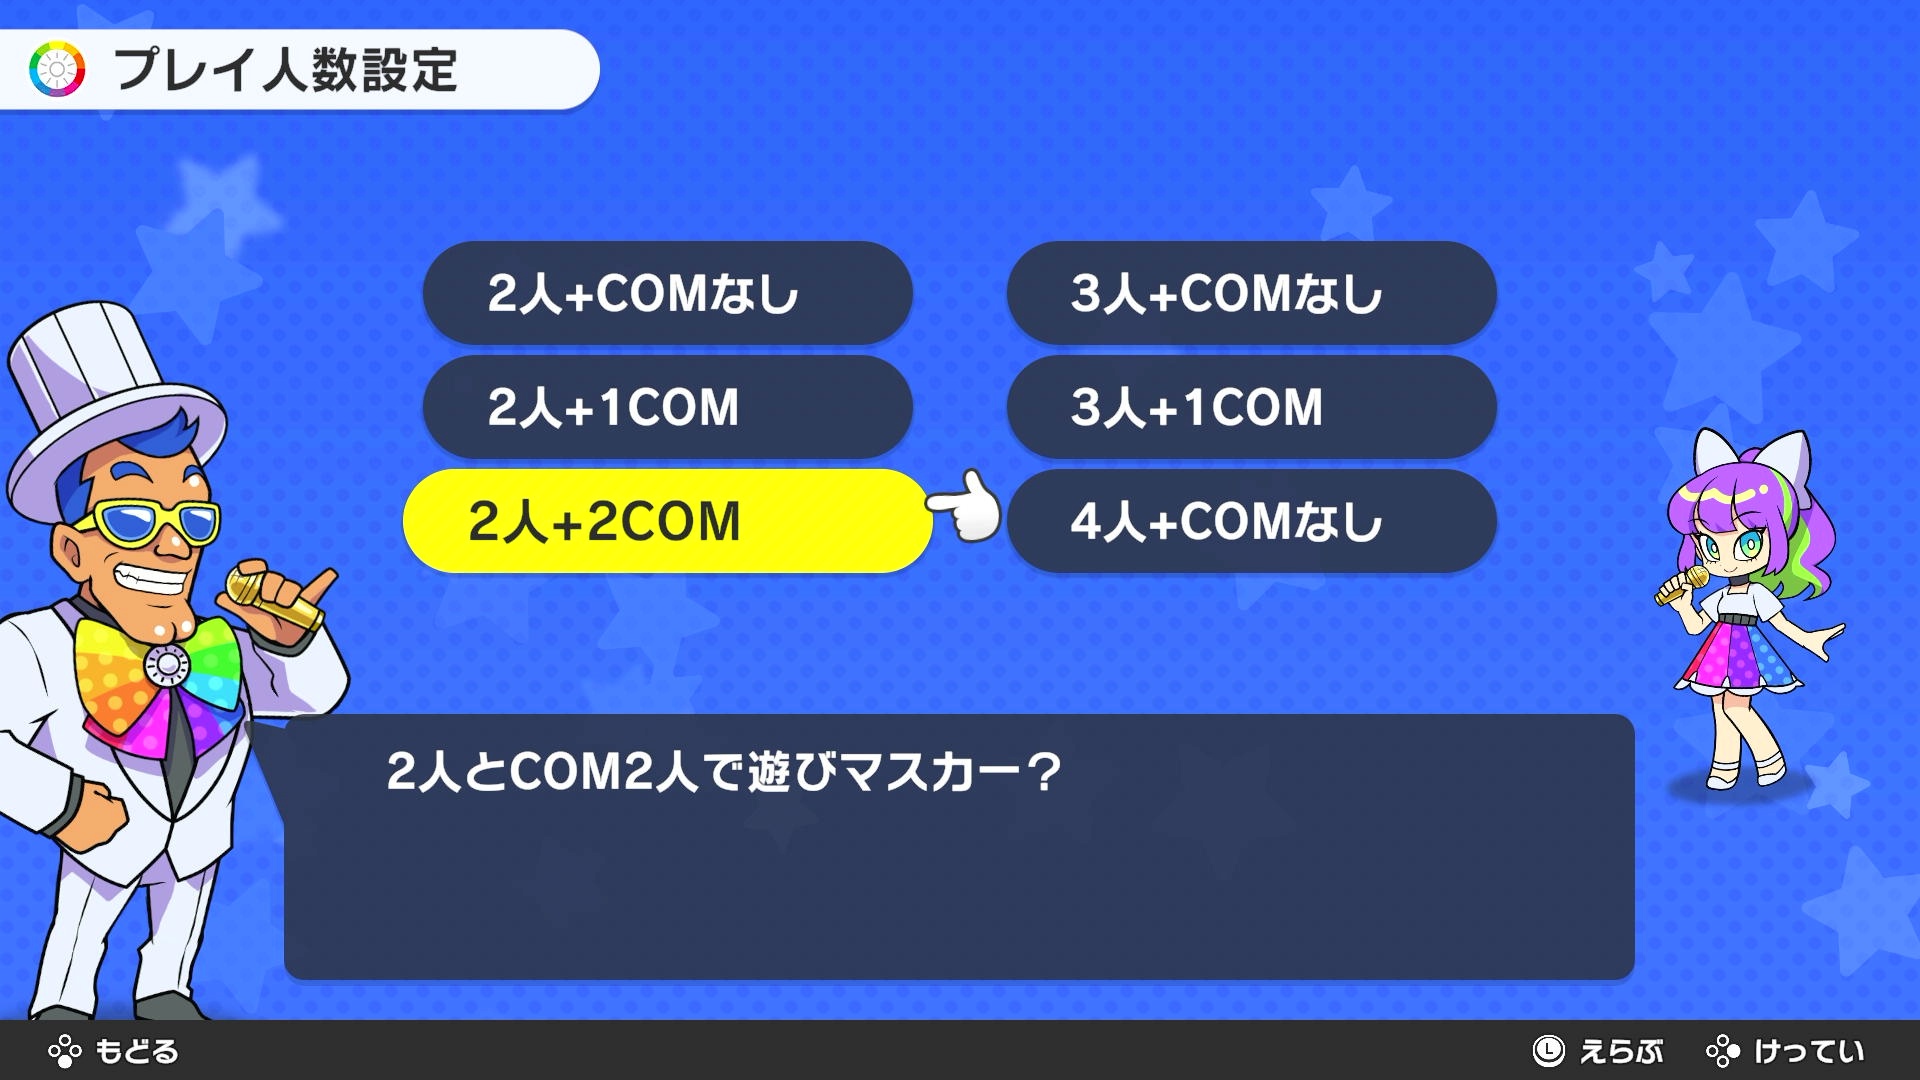 プレイ人数設定
2人+COMなし
3人+COMなし
2人+1COM
3人+1COM
2人+2COM
4人+COMなし
2人とCOM2人で遊びマスカー？
もどる
L えらぶ
けってい